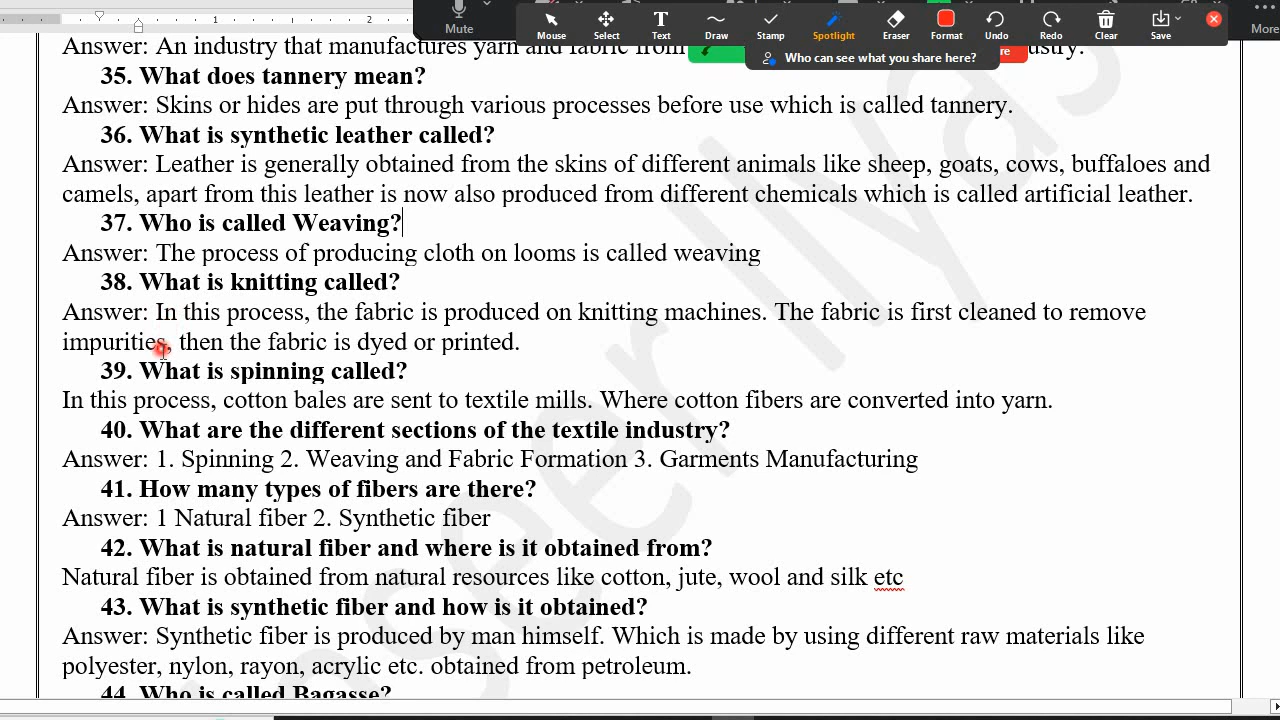 1 2
Mute
Mouse Select Text Draw Stamp Spotlight Eraser Format Undo Redo Clear Save
More
Who can see what you share here?
Answer: An industry that manufactures yarn and fabric from
35. What does tannery mean?
Answer: Skins or hides are put through various processes before use which is called tannery.
36. What is synthetic leather called?
Answer: Leather is generally obtained from the skins of different animals like sheep, goats, cows, buffaloes and
camels, apart from this leather is now also produced from different chemicals which is called artificial leather.
37. Who is called Weaving?
Answer: The process of producing cloth on looms is called weaving
38. What is knitting called?
Answer: In this process, the fabric is produced on knitting machines. The fabric is first cleaned to remove
impurities, then the fabric is dyed or printed.
39. What is spinning called?
In this process, cotton bales are sent to textile mills. Where cotton fibers are converted into yarn.
40. What are the different sections of the textile industry?
Answer: 1. Spinning 2. Weaving and Fabric Formation 3. Garments Manufacturing
41. How many types of fibers are there?
Answer: 1 Natural fiber 2. Synthetic fiber
42. What is natural fiber and where is it obtained from?
Natural fiber is obtained from natural resources like cotton, jute, wool and silk etc
43. What is synthetic fiber and how is it obtained?
Answer: Synthetic fiber is produced by man himself. Which is made by using different raw materials like
polyester, nylon, rayon, acrylic etc. obtained from petroleum.
44. Who is called Bagasse?